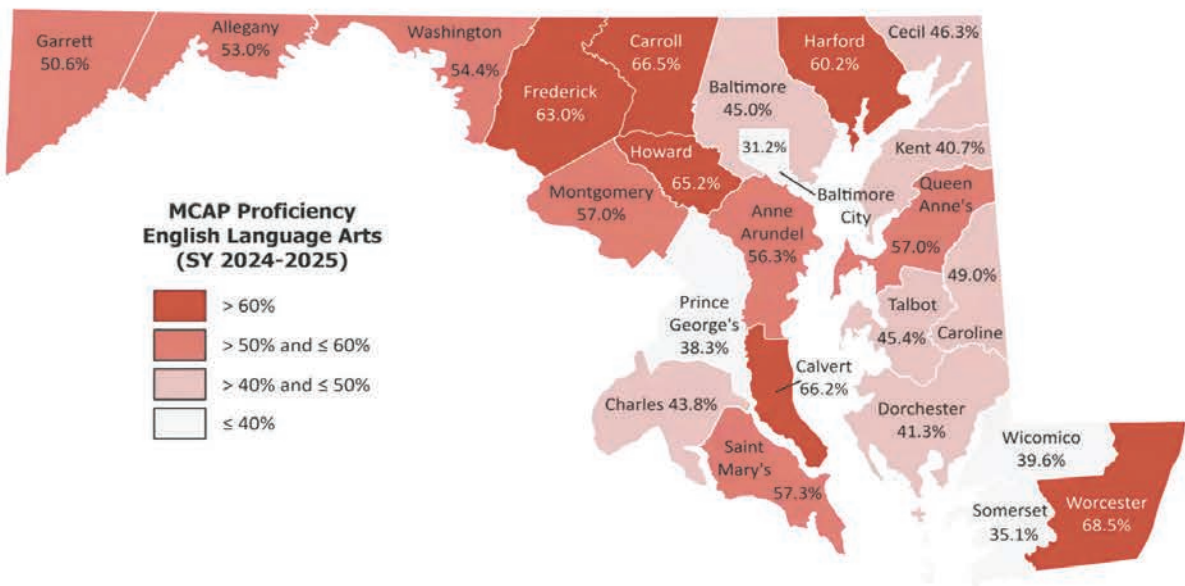 Garrett
50.6%
Allegany
53.0%
Washington
54.4%
Frederick
63.0%
Carroll
66.5%
Baltimore
45.0%
Harford
60.2%
Cecil 46.3%
31.2%
Baltimore
City
Kent 40.7%
Howard
65.2%
Montgomery
57.0%
Anne
Arundel
56.3%
Queen
Anne's
57.0%
49.0%
Caroline
Talbot
45.4%
Prince
George's
38.3%
Calvert
66.2%
Charles 43.8%
Dorchester
41.3%
Saint
Mary's
57.3%
Wicomico
39.6%
Somerset
35.1%
Worcester
68.5%
MCAP Proficiency
English Language Arts
(SY 2024-2025)
> 60%
> 50% and ≤ 60%
> 40% and ≤ 50%
≤ 40%